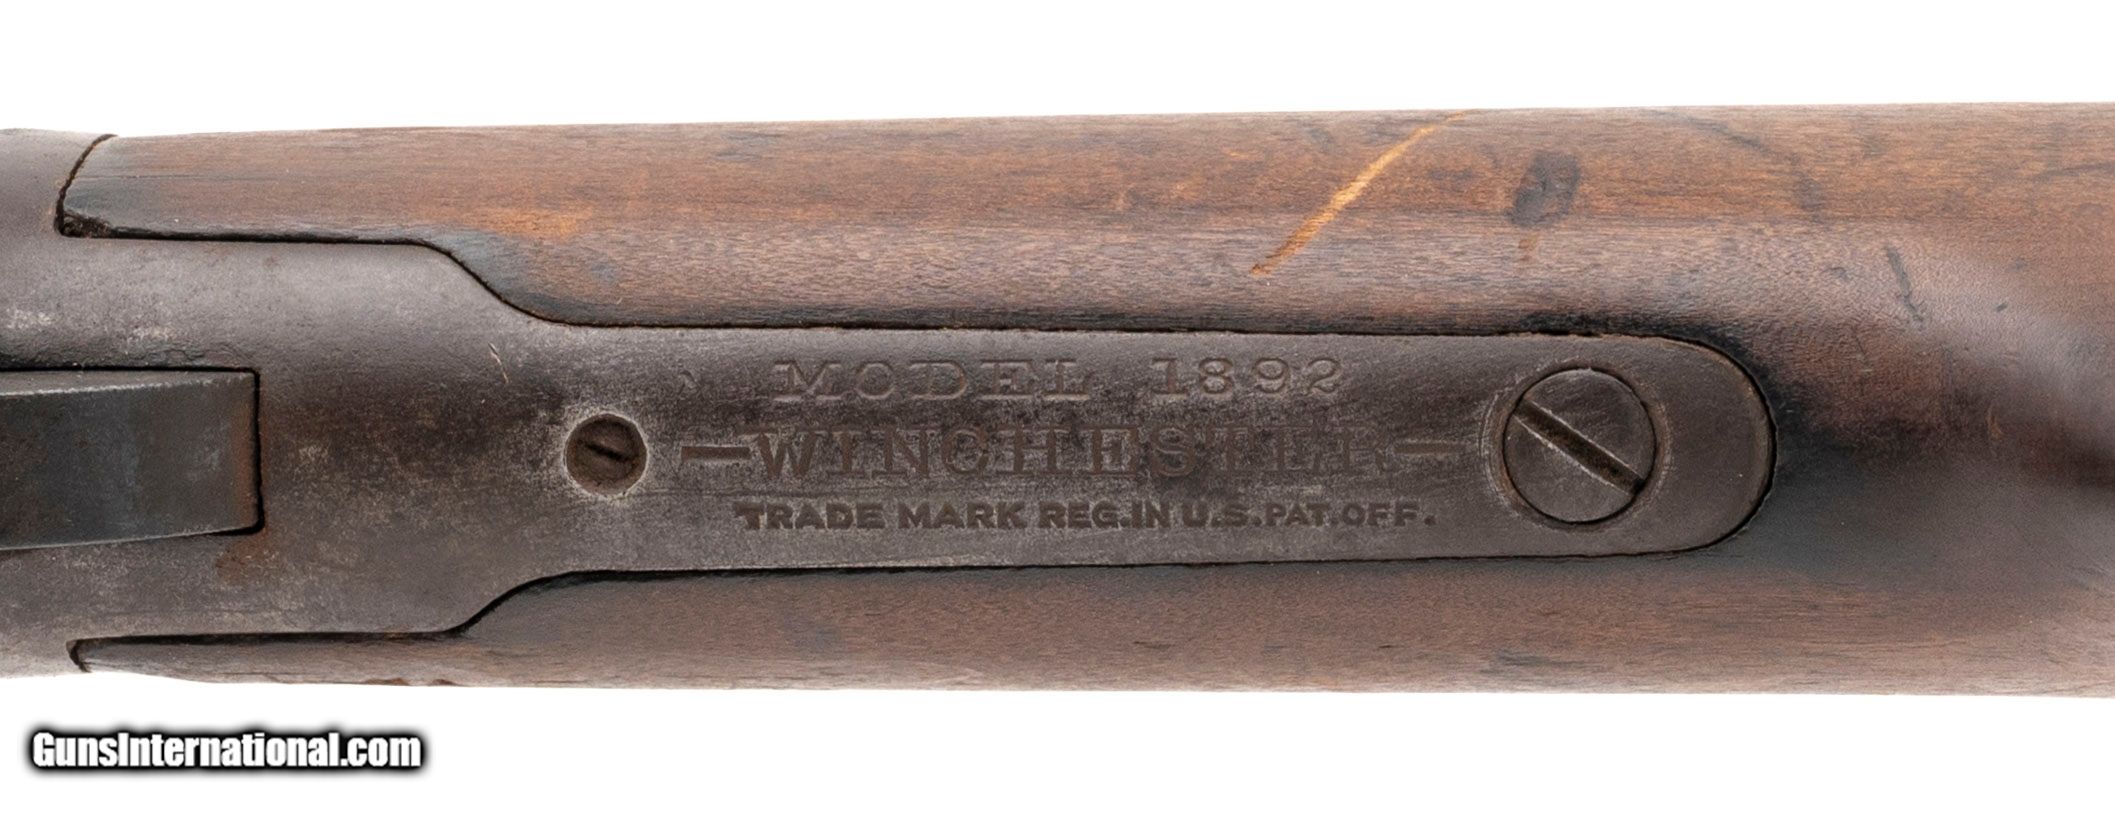 MODEL 1892
—WINCHESTER—
TRADE MARK REG.IN U.S.PAT.OFF.
GunsInternational.com